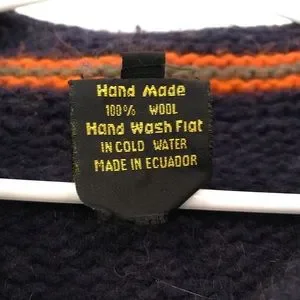 Hand Made
100% WOOL
Hand Wash Flat
IN COLD WATER
MADE IN ECUADOR